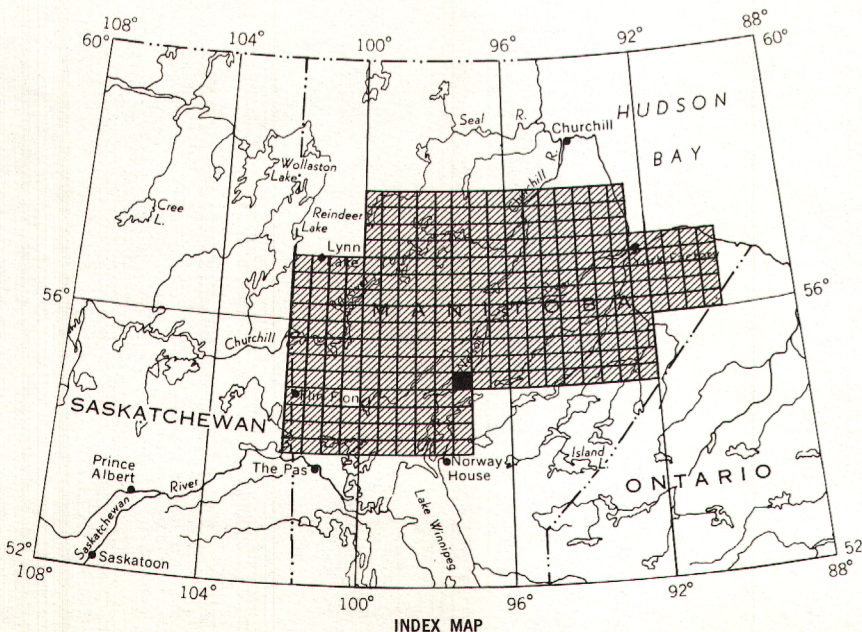 108°
60°
104°
100°
96°
92°
88°
60°
HUDSON
BAY
Seal R.
Churchill
Churchill R.
Wollaston
Lake
Cree
L.
Reindeer
Lake
Lynn
Lake
MANITOBA
56°
56°
Churchill
Flin Flon
SASKATCHEWAN
Prince
Albert
River
The Pas
Norway
House
Island
ONTARIO
Saskatchewan
Saskatoon
Lake Winnipeg
52°
108°
104°
100°
96°
92°
52
88°
INDEX MAP